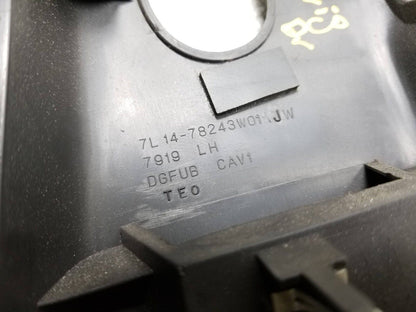 7L14-78243W01\JW
7919 LH
DGFUB CAV1
TEO